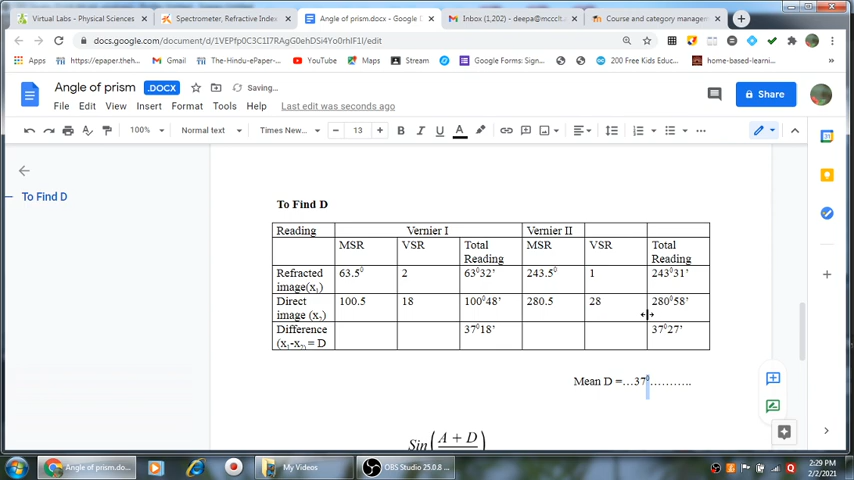 Virtual Labs - Physical Sciences
Spectrometer, Refractive Index
Angle of prism.docx - Google D
Inbox (1,202) - deepa@mccclt.ac
Course and category managem
docs.google.com/document/d/1VEPfp0C3C1I7RAgG0ehDSi4Yo0rhIF1l/edit
Apps
https://epaper.theh
Gmail
The-Hindu-ePaper-
YouTube
Maps
Stream
Google Forms: Sign
200 Free Kids Educ
home-based-learni
Angle of prism .DOCX Saving...
File Edit View Insert Format Tools Help Last edit was seconds ago
Share
100% Normal text Times New... 13 B I U A
To Find D
To Find D
Reading Vernier I Vernier II
MSR VSR Total Reading MSR VSR Total Reading
Refracted image(x₁) 63.5⁰ 2 63⁰32’ 243.5⁰ 1 243⁰31’
Direct image (x₂) 100.5 18 100⁰48’ 280.5 28 280⁰58’
Difference (x₁-x₂) = D 37⁰18’ 37⁰27’
Mean D =…37⁰………..
Sin(A + D)
Angle of prism.do...
My Videos
OBS Studio 25.0.8 ...
2:29 PM
2/2/2021